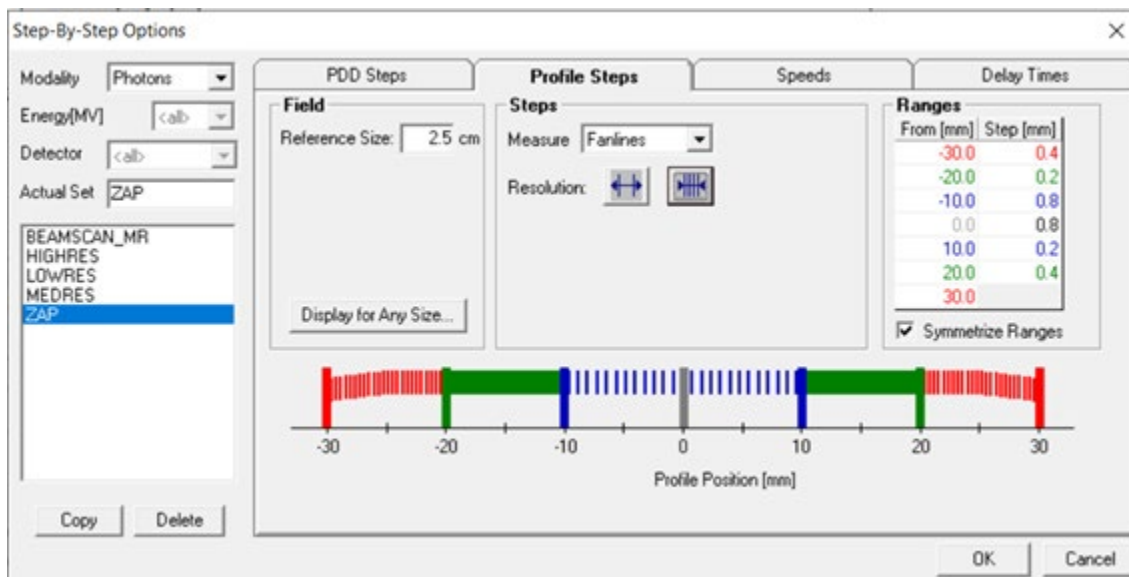 Step-By-Step Options
Modality Photons
Energy[MV] <all>
Detector <all>
Actual Set ZAP
BEAMSCAN_MR
HIGHRES
LOWRES
MEDRES
ZAP
Copy Delete
PDD Steps Profile Steps Speeds Delay Times
Field
Reference Size: 2.5 cm
Display for Any Size...
Steps
Measure Fanlines
Resolution:
Ranges
From [mm] Step [mm]
-30.0 0.4
-20.0 0.2
-10.0 0.8
0.0 0.8
10.0 0.2
20.0 0.4
30.0
Symmetrize Ranges
-30 -20 -10 0 10 20 30
Profile Position [mm]
OK Cancel